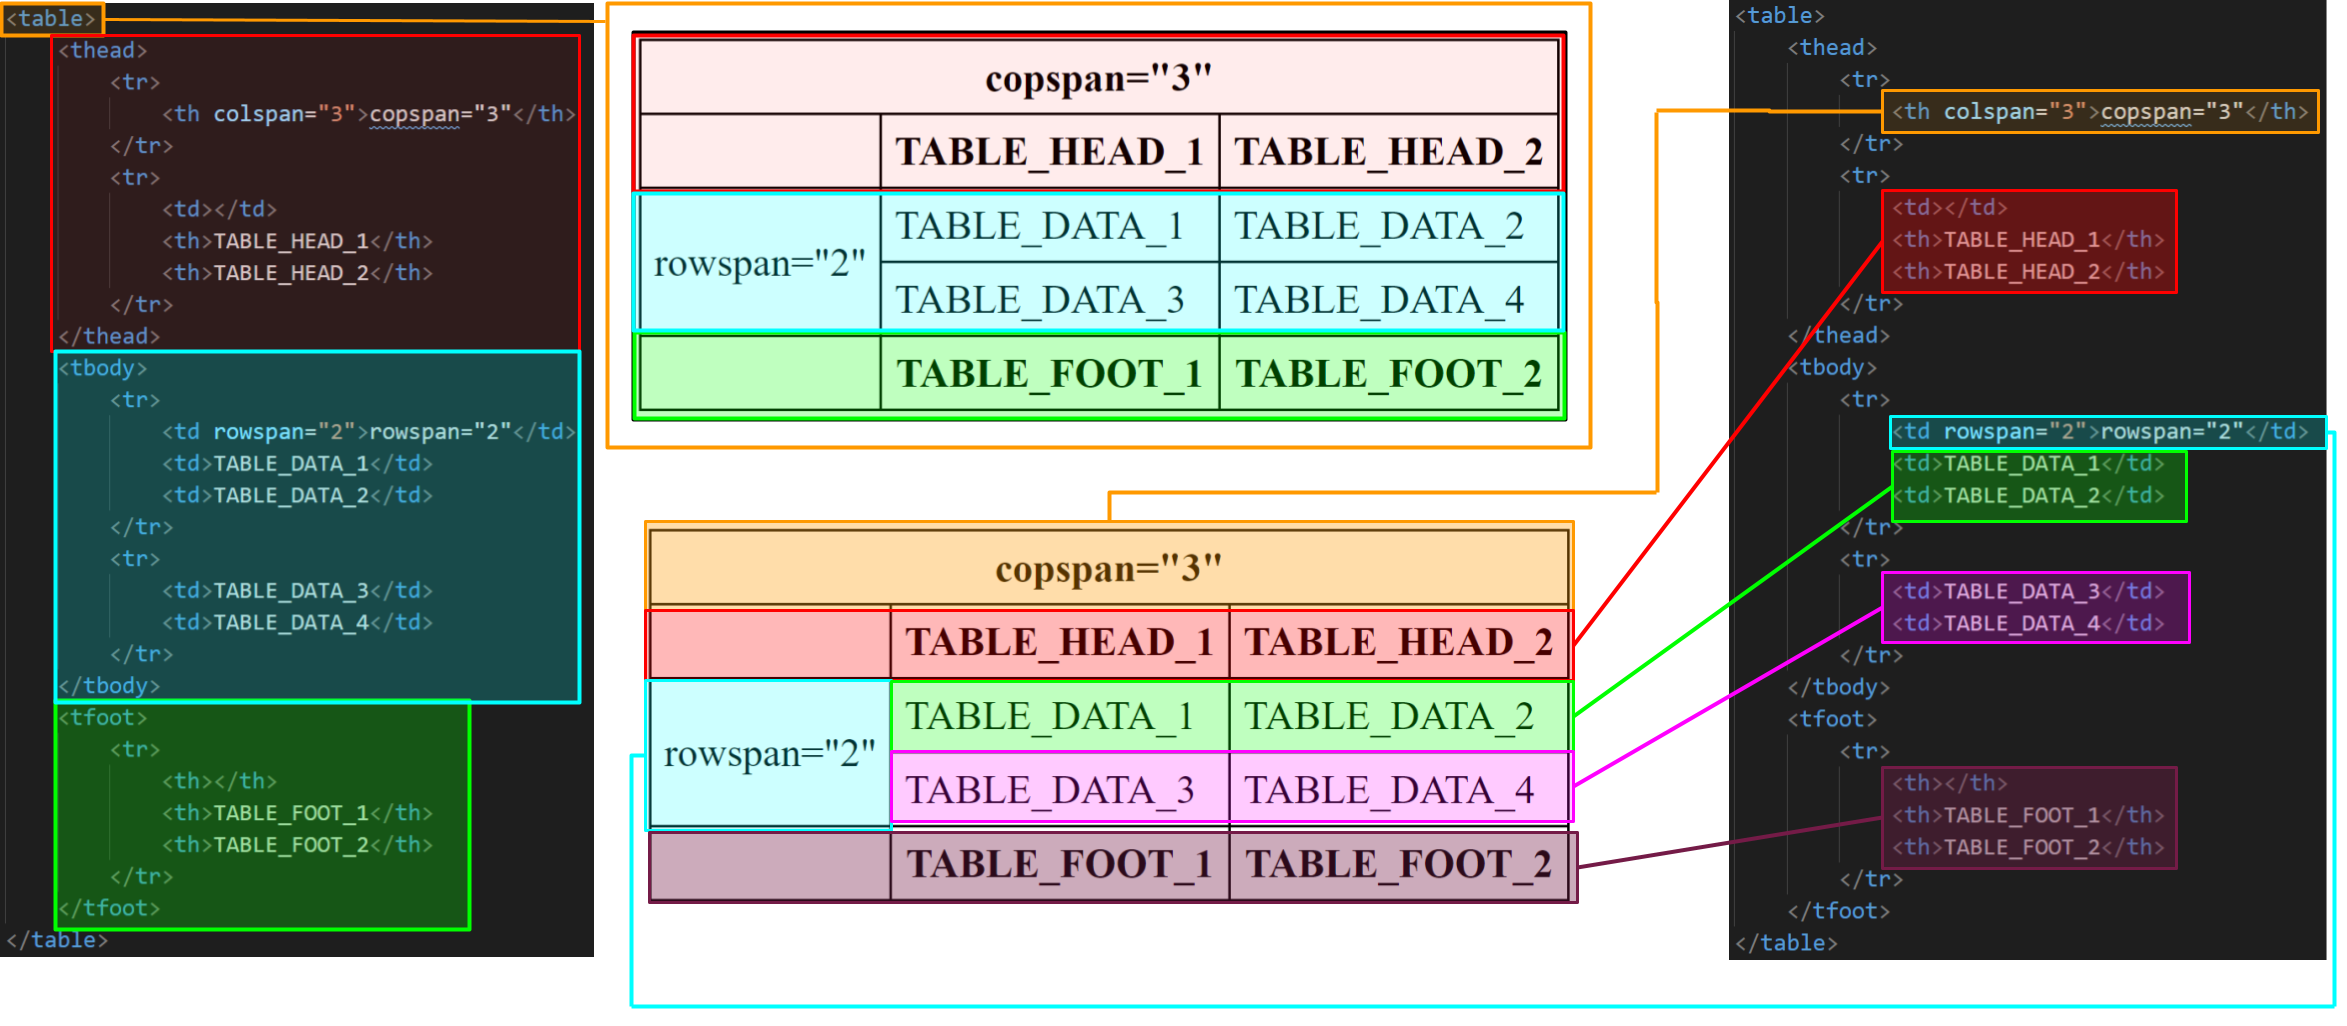 <table>
<thead>
<tr>
<th colspan="3">copspan="3"</th>
</tr>
<tr>
<td></td>
<th>TABLE_HEAD_1</th>
<th>TABLE_HEAD_2</th>
</tr>
</thead>
<tbody>
<tr>
<td rowspan="2">rowspan="2"</td>
<td>TABLE_DATA_1</td>
<td>TABLE_DATA_2</td>
</tr>
<tr>
<td>TABLE_DATA_3</td>
<td>TABLE_DATA_4</td>
</tr>
</tbody>
<tfoot>
<tr>
<th></th>
<th>TABLE_FOOT_1</th>
<th>TABLE_FOOT_2</th>
</tr>
</tfoot>
</table>
copspan="3"
TABLE_HEAD_1 TABLE_HEAD_2
rowspan="2"
TABLE_DATA_1 TABLE_DATA_2
TABLE_DATA_3 TABLE_DATA_4
TABLE_FOOT_1 TABLE_FOOT_2
copspan="3"
TABLE_HEAD_1 TABLE_HEAD_2
rowspan="2"
TABLE_DATA_1 TABLE_DATA_2
TABLE_DATA_3 TABLE_DATA_4
TABLE_FOOT_1 TABLE_FOOT_2
<table>
<thead>
<tr>
<th colspan="3">copspan="3"</th>
</tr>
<tr>
<td></td>
<th>TABLE_HEAD_1</th>
<th>TABLE_HEAD_2</th>
</tr>
</thead>
<tbody>
<tr>
<td rowspan="2">rowspan="2"</td>
<td>TABLE_DATA_1</td>
<td>TABLE_DATA_2</td>
</tr>
<tr>
<td>TABLE_DATA_3</td>
<td>TABLE_DATA_4</td>
</tr>
</tbody>
<tfoot>
<tr>
<th></th>
<th>TABLE_FOOT_1</th>
<th>TABLE_FOOT_2</th>
</tr>
</tfoot>
</table>